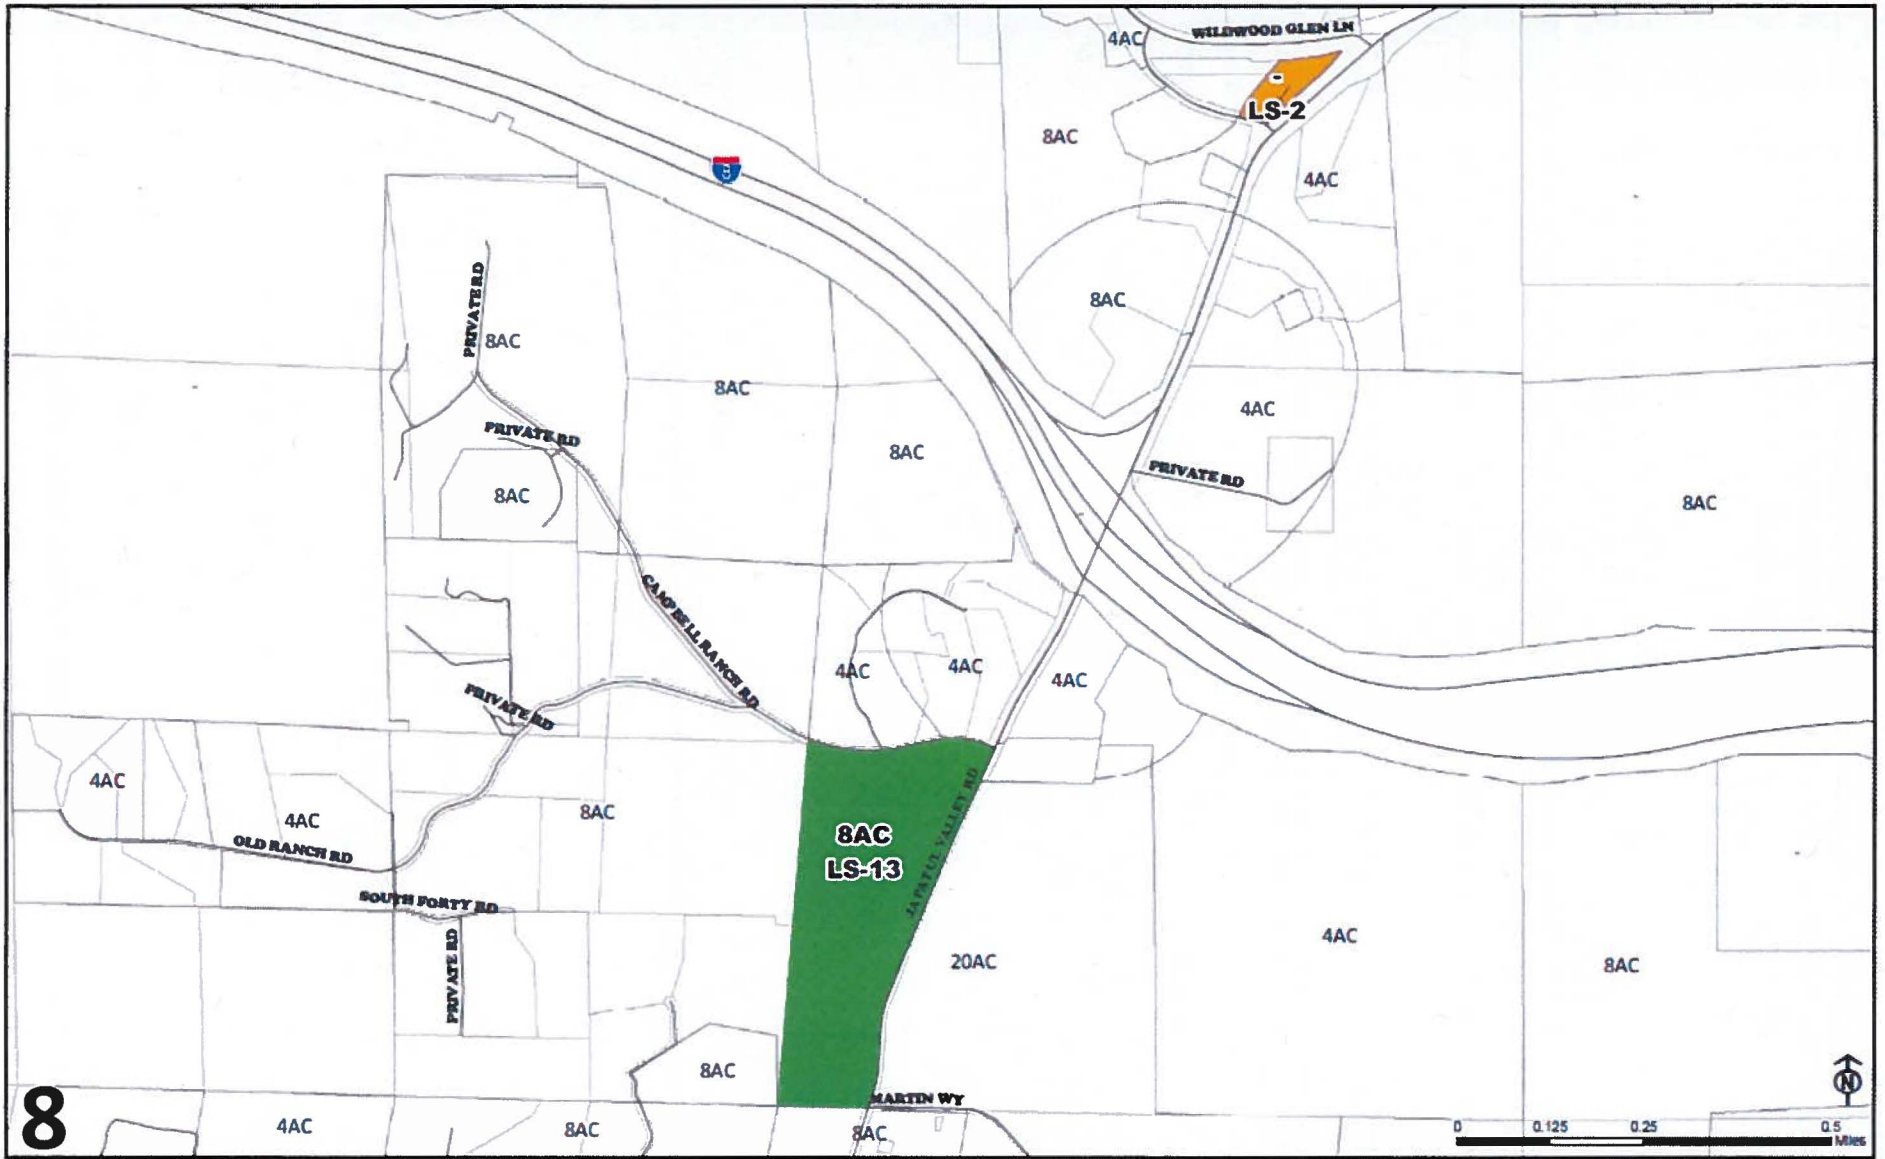 WILDWOOD GLEN LN
4AC
-
LS-2
8AC
8
4AC
PRIVATE RD
8AC
8AC
8AC
4AC
PRIVATE RD
8AC
PRIVATE RD
8AC
8AC
CAMPBELL RANCH RD
4AC
4AC
4AC
PRIVATE RD
4AC
4AC
8AC
OLD RANCH RD
8AC
LS-13
JAPATUL VALLEY RD
SOUTH FORTY RD
PRIVATE RD
20AC
4AC
8AC
8AC
N
MARTIN WY
8
4AC
8AC
8AC
0 0.125 0.25 0.5
Miles